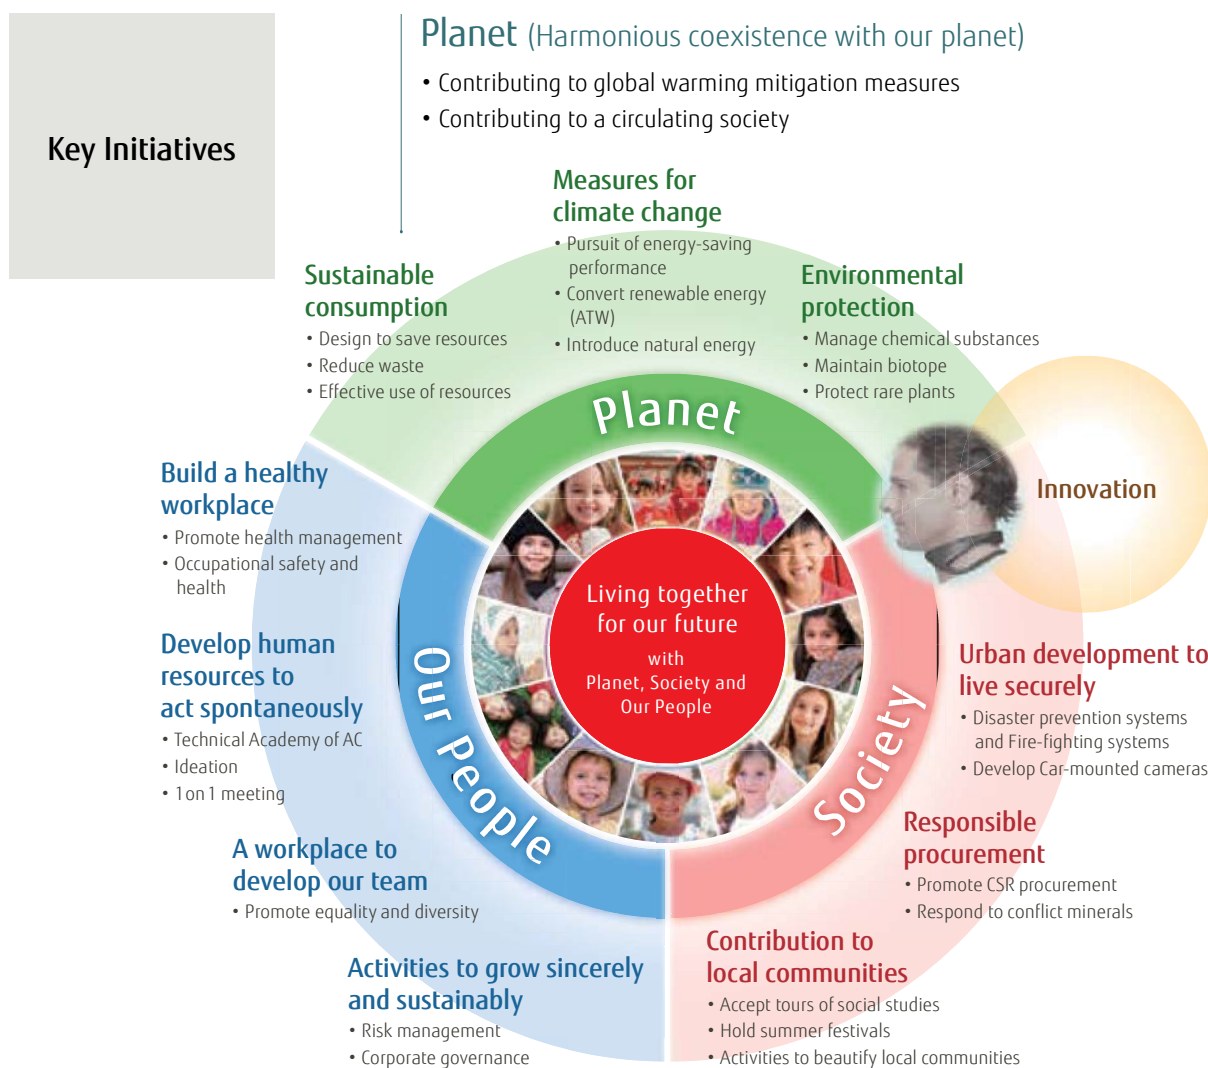 Key Initiatives
Planet (Harmonious coexistence with our planet)
• Contributing to global warming mitigation measures
• Contributing to a circulating society
Measures for
climate change
• Pursuit of energy-saving
performance
• Convert renewable energy
(ATW)
• Introduce natural energy
Sustainable
consumption
• Design to save resources
• Reduce waste
• Effective use of resources
Environmental
protection
• Manage chemical substances
• Maintain biotope
• Protect rare plants
Planet
Innovation
Build a healthy
workplace
• Promote health management
• Occupational safety and
health
Develop human
resources to
act spontaneously
• Technical Academy of AC
• Ideation
• 1 on 1 meeting
A workplace to
develop our team
• Promote equality and diversity
Activities to grow sincerely
and sustainably
• Risk management
• Corporate governance
Our People
Living together
for our future
with
Planet, Society and
Our People
Society
Urban development to
live securely
• Disaster prevention systems
and Fire-fighting systems
• Develop Car-mounted cameras
Responsible
procurement
• Promote CSR procurement
• Respond to conflict minerals
Contribution to
local communities
• Accept tours of social studies
• Hold summer festivals
• Activities to beautify local communities